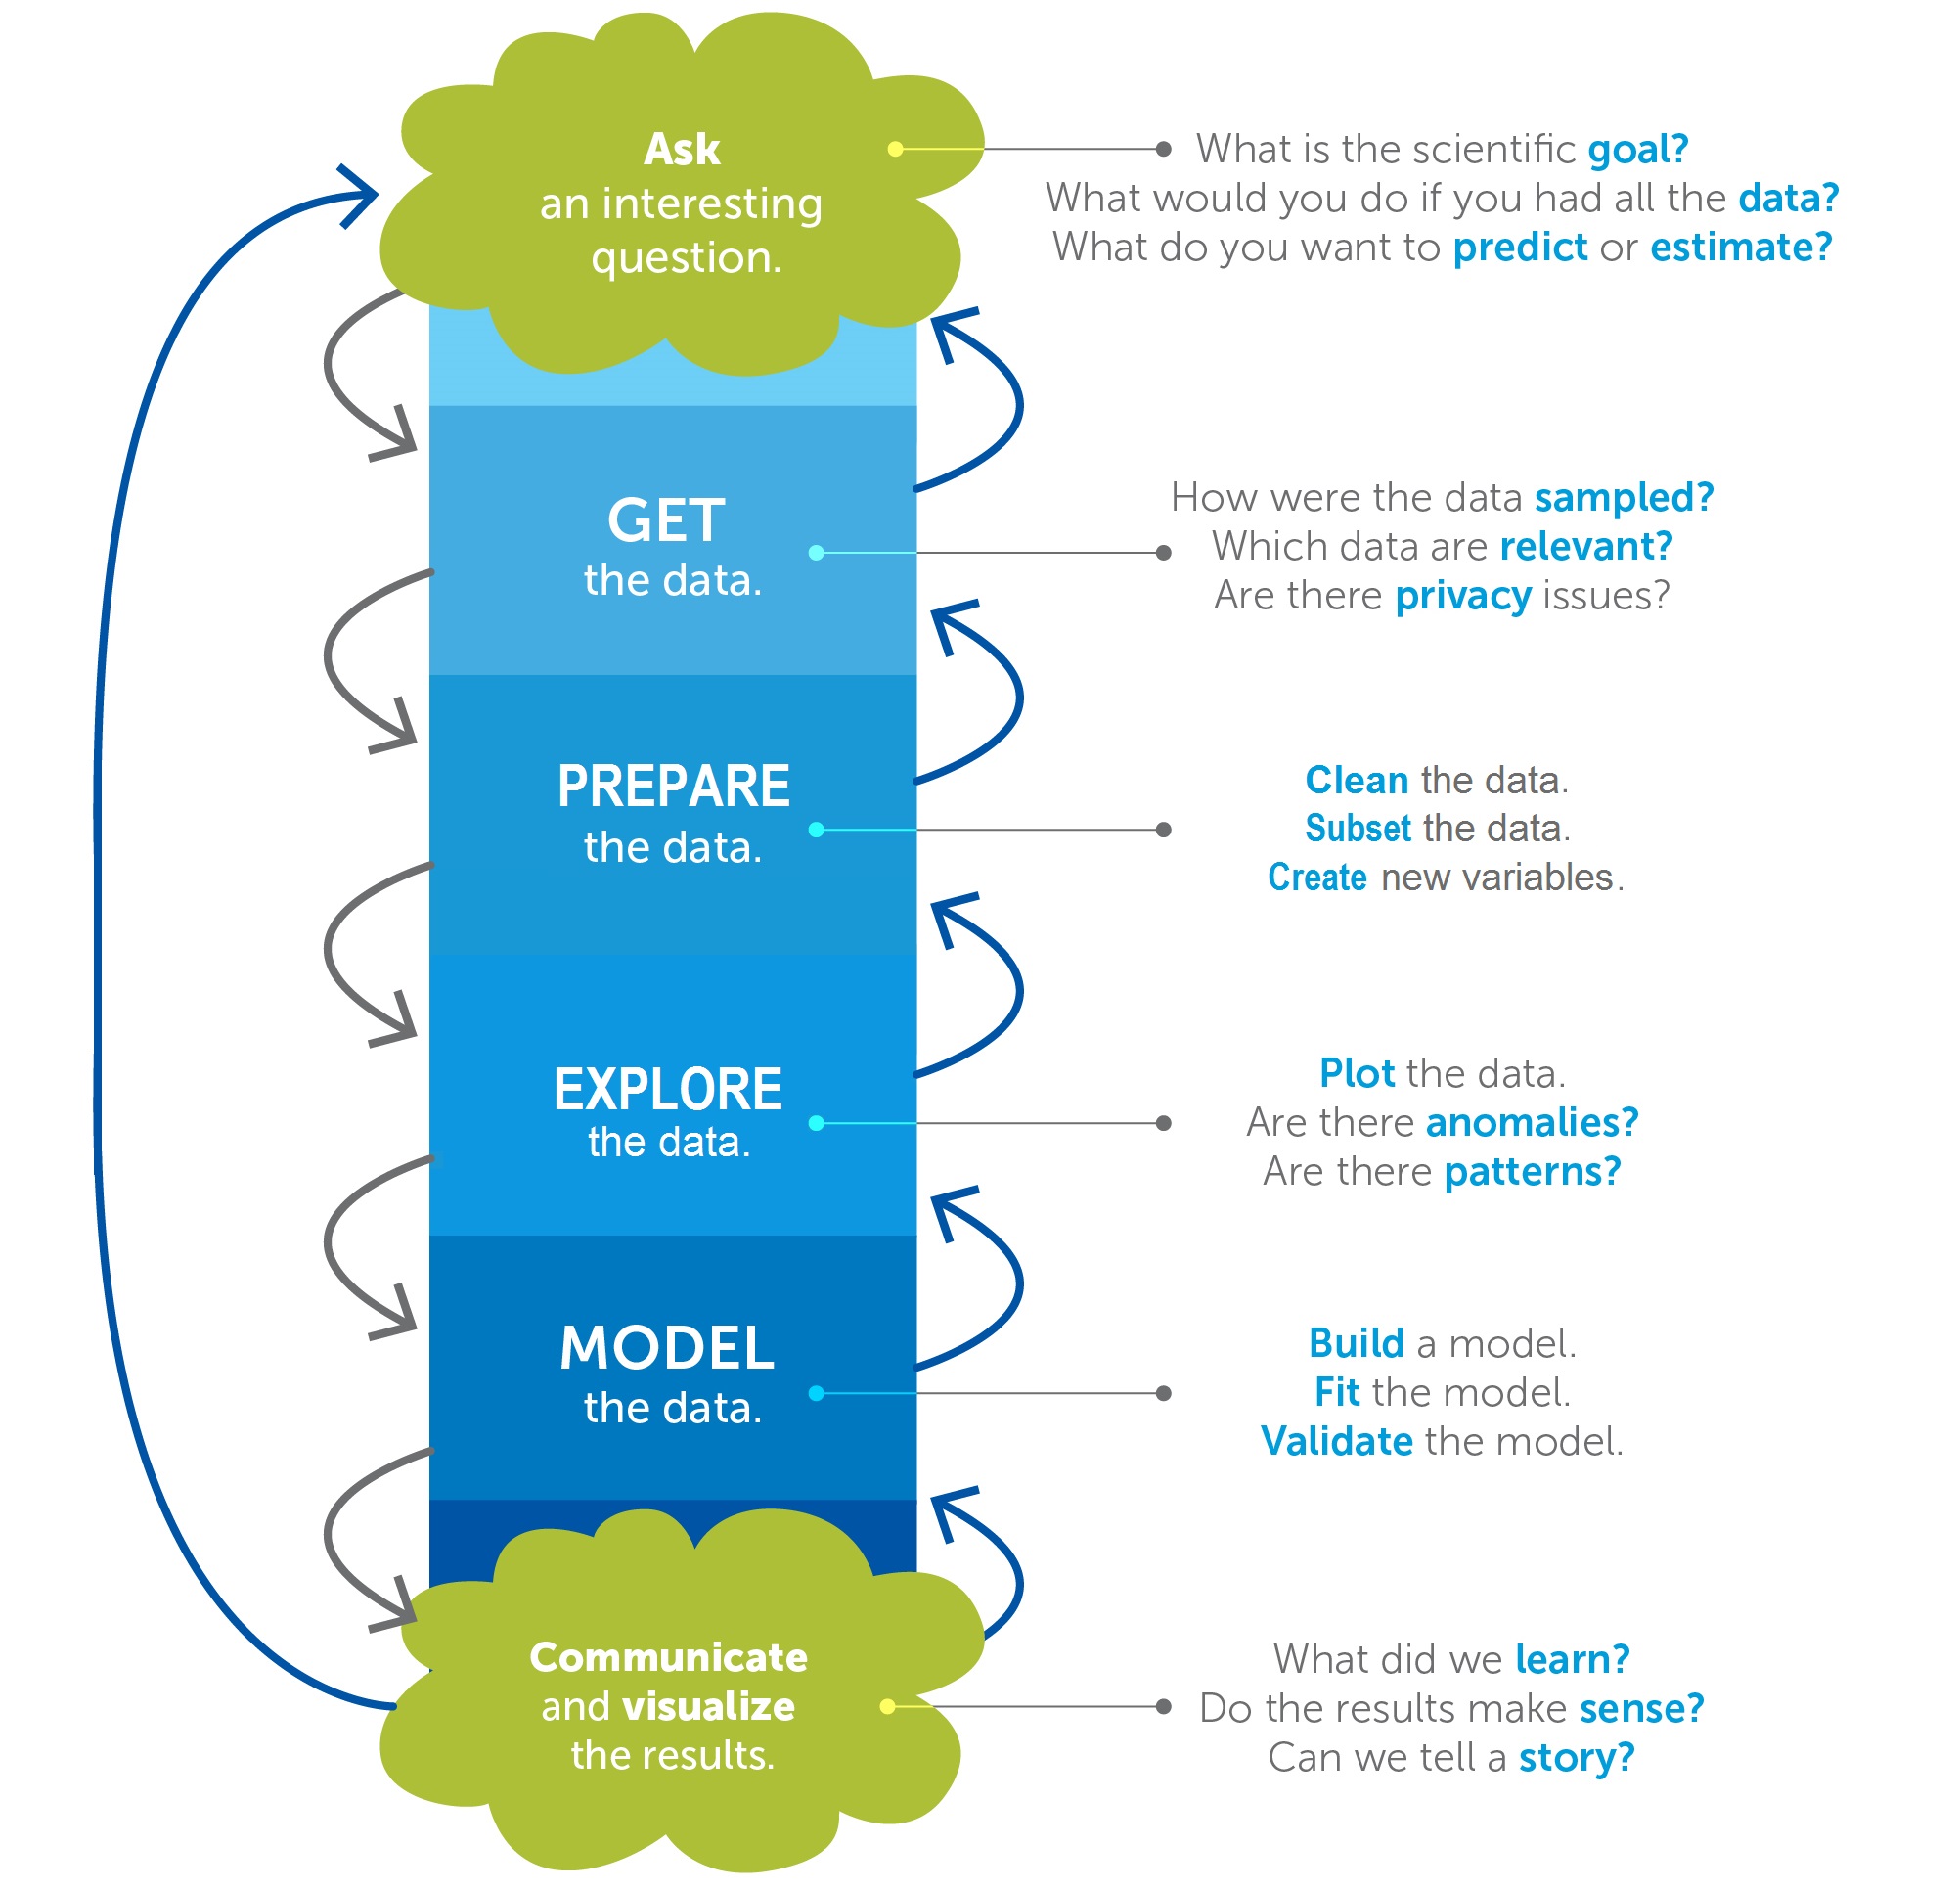 Ask
an interesting
question.
What is the scientific goal?
What would you do if you had all the data?
What do you want to predict or estimate?
GET
the data.
How were the data sampled?
Which data are relevant?
Are there privacy issues?
PREPARE
the data.
Clean the data.
Subset the data.
Create new variables.
EXPLORE
the data.
Plot the data.
Are there anomalies?
Are there patterns?
MODEL
the data.
Build a model.
Fit the model.
Validate the model.
Communicate
and visualize
the results.
What did we learn?
Do the results make sense?
Can we tell a story?